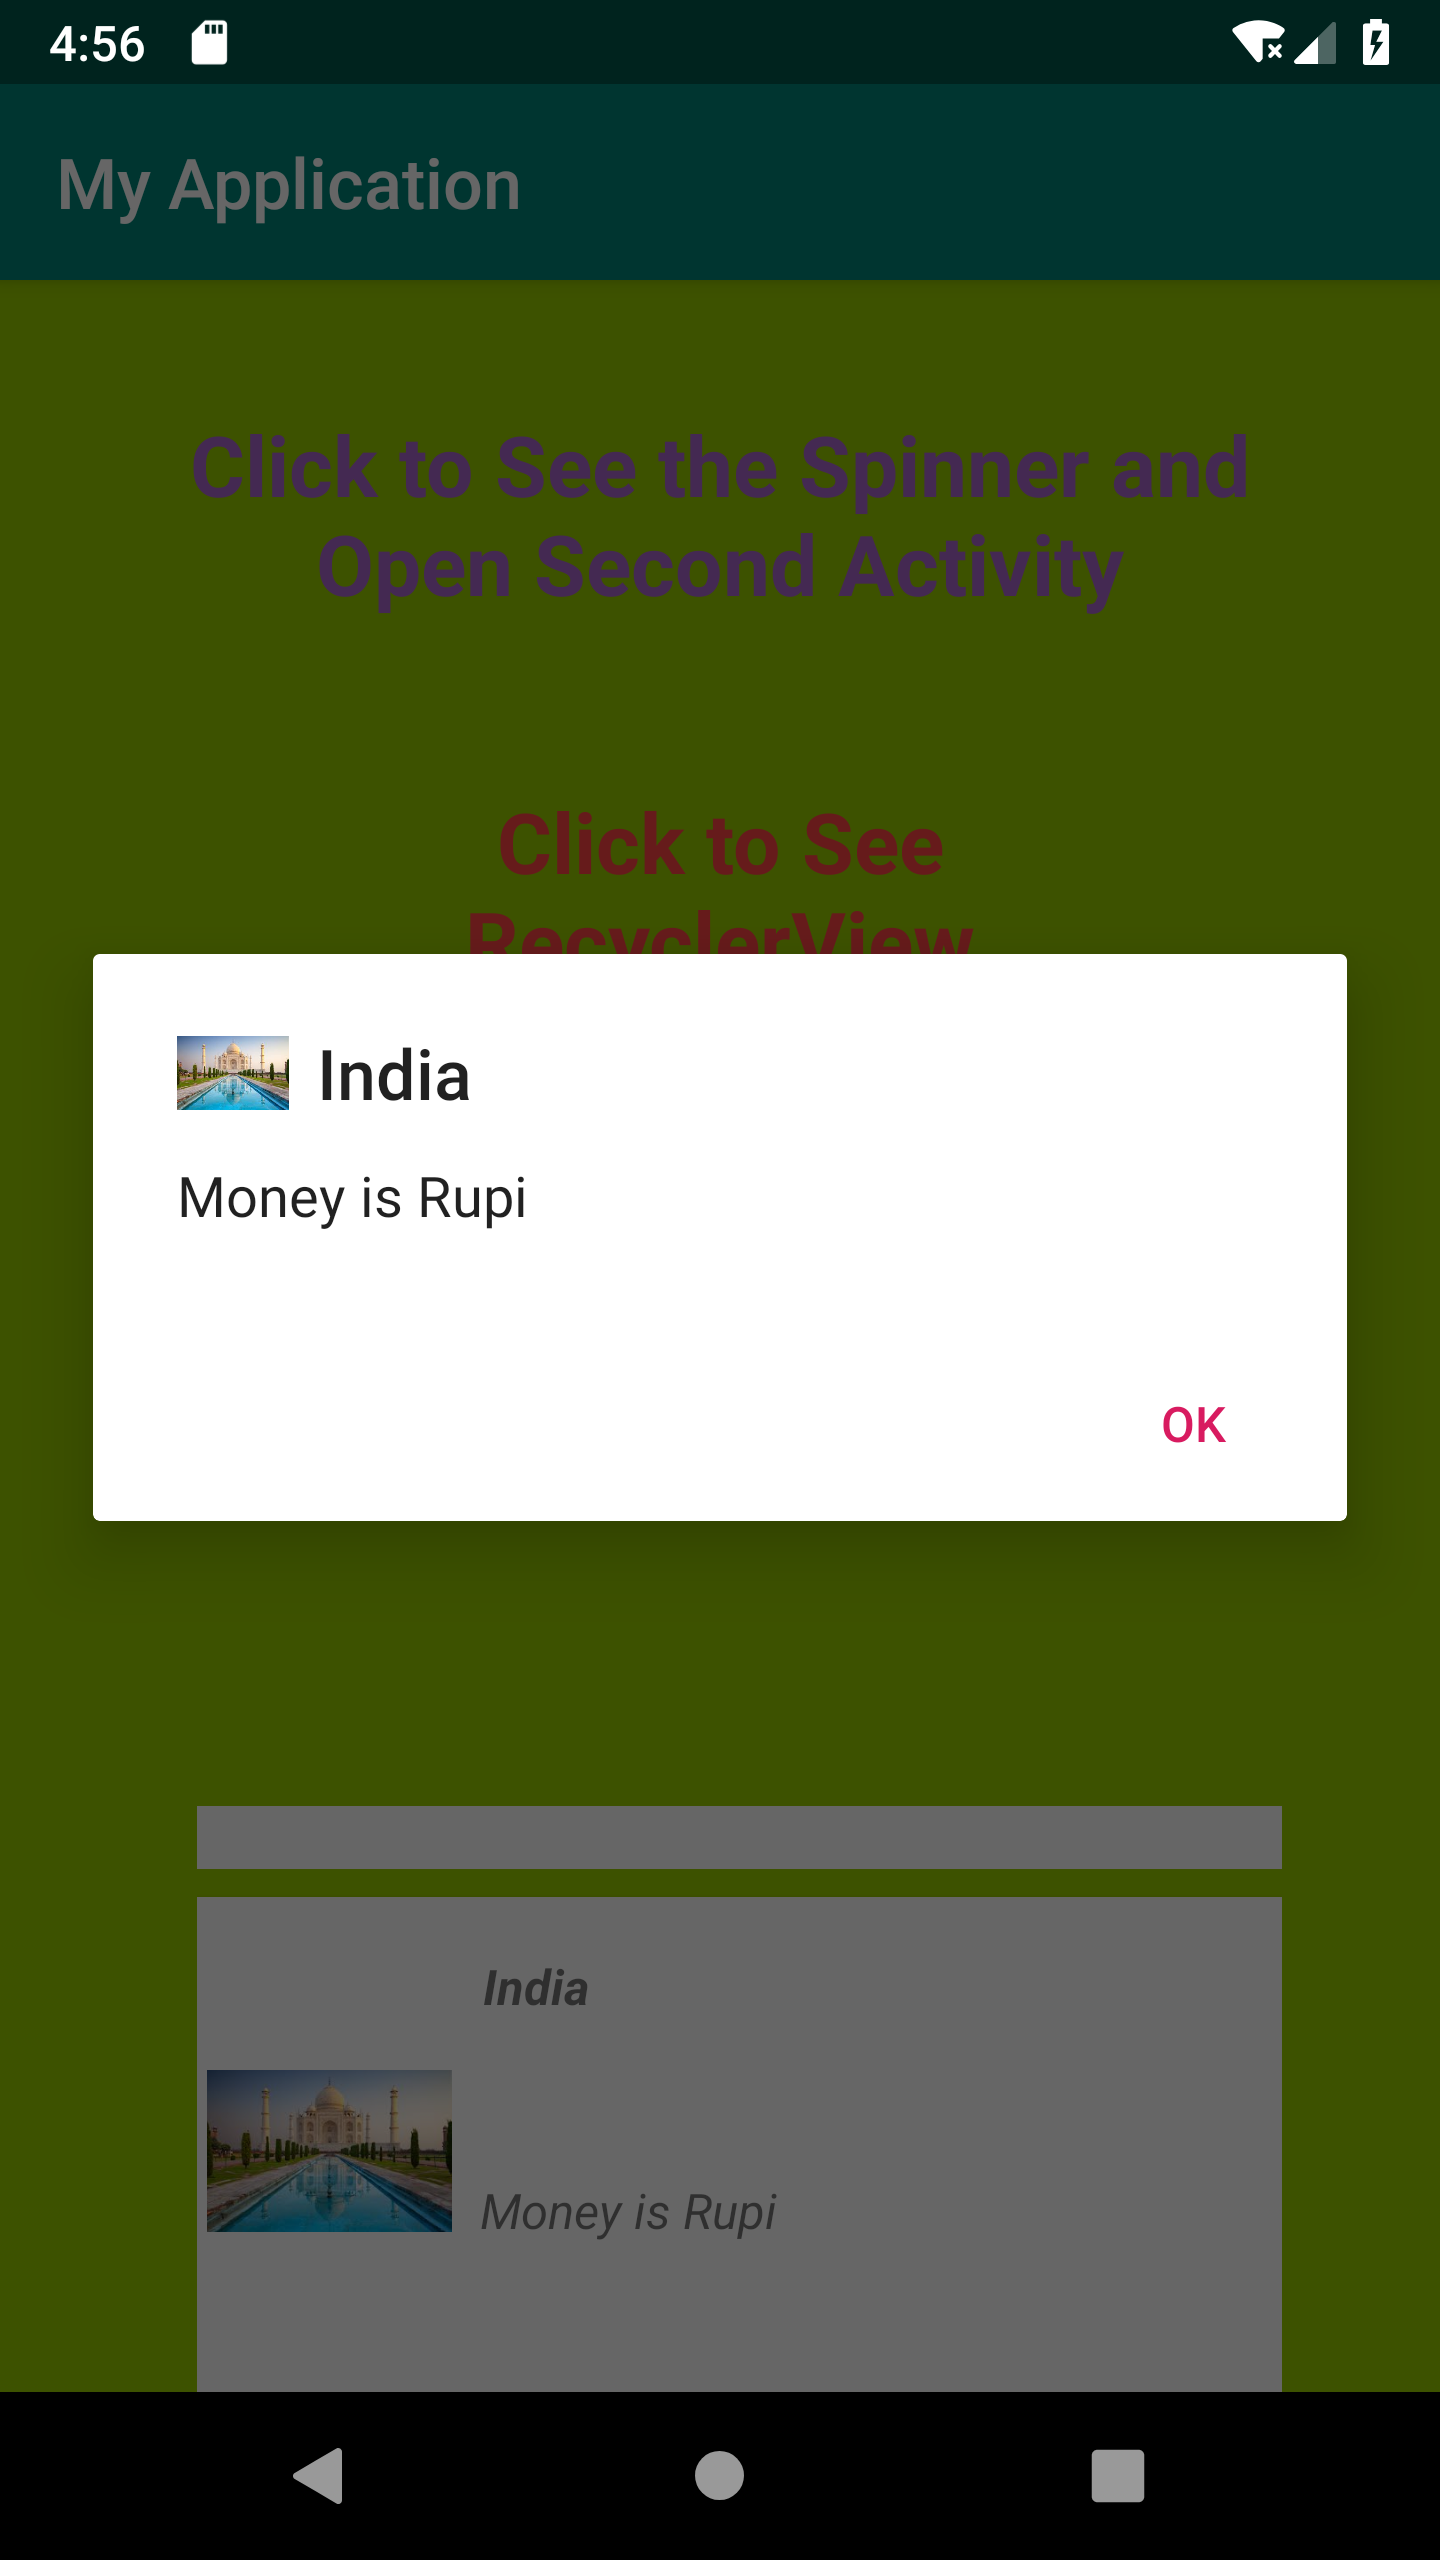 4:56
My Application
Click to See the Spinner and
Open Second Activity
Click to See
RecyclerView
India
Money is Rupi
OK
India
Money is Rupi